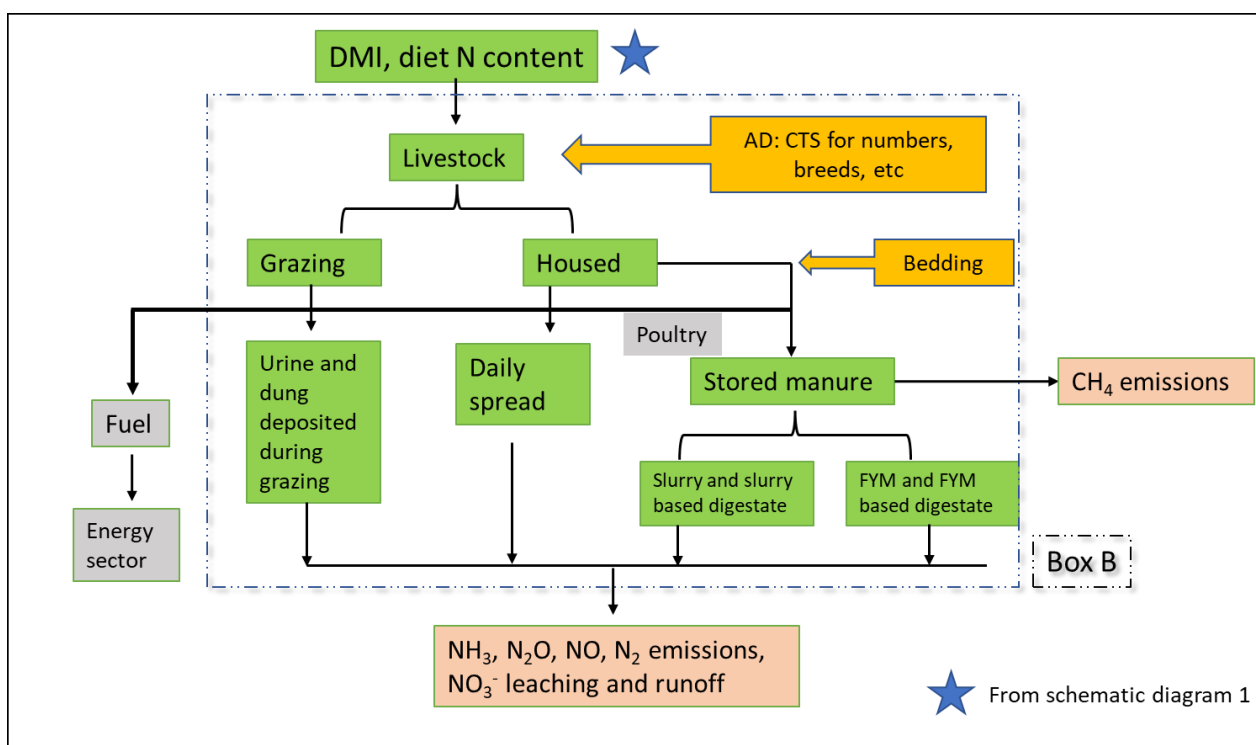 DMI, diet N content
Livestock
AD: CTS for numbers,
breeds, etc
Grazing
Housed
Bedding
Poultry
Urine and
dung
deposited
during
grazing
Daily
spread
Stored manure
CH₄ emissions
Fuel
Slurry and slurry
based digestate
FYM and FYM
based digestate
Energy
sector
Box B
NH₃, N₂O, NO, N₂ emissions,
NO₃⁻ leaching and runoff
From schematic diagram 1